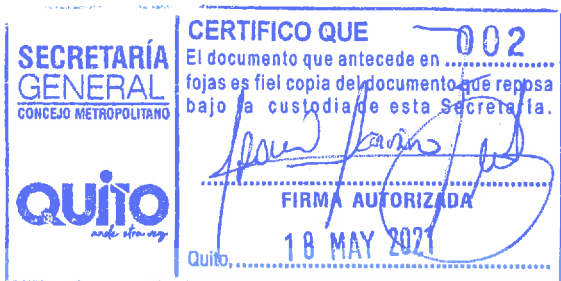 SECRETARÍA
GENERAL
CONCEJO METROPOLITANO
QUITO
CERTIFICO QUE
El documento que antecede en ..002..
fojas es fiel copia del documento que reposa
bajo la custodia de esta Secretaría.
FIRMA AUTORIZADA
Quito, 18 MAY 2021